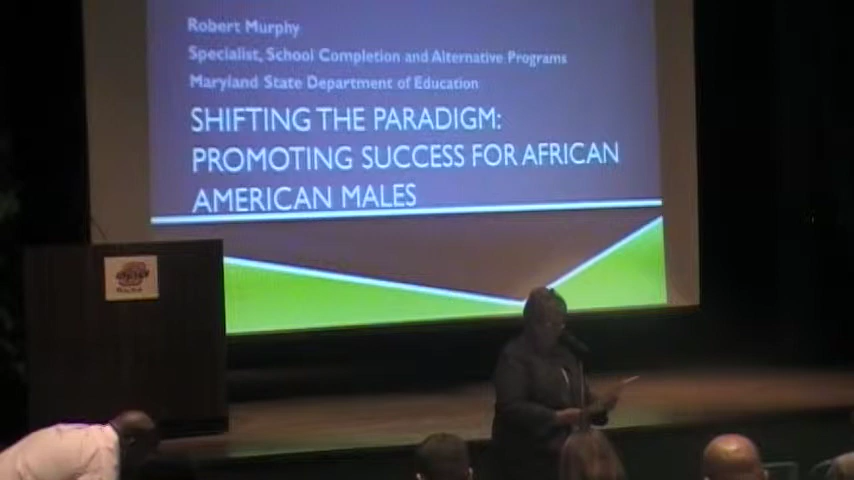 Robert Murphy
Specialist, School Completion and Alternative Programs
Maryland State Department of Education
SHIFTING THE PARADIGM:
PROMOTING SUCCESS FOR AFRICAN
AMERICAN MALES